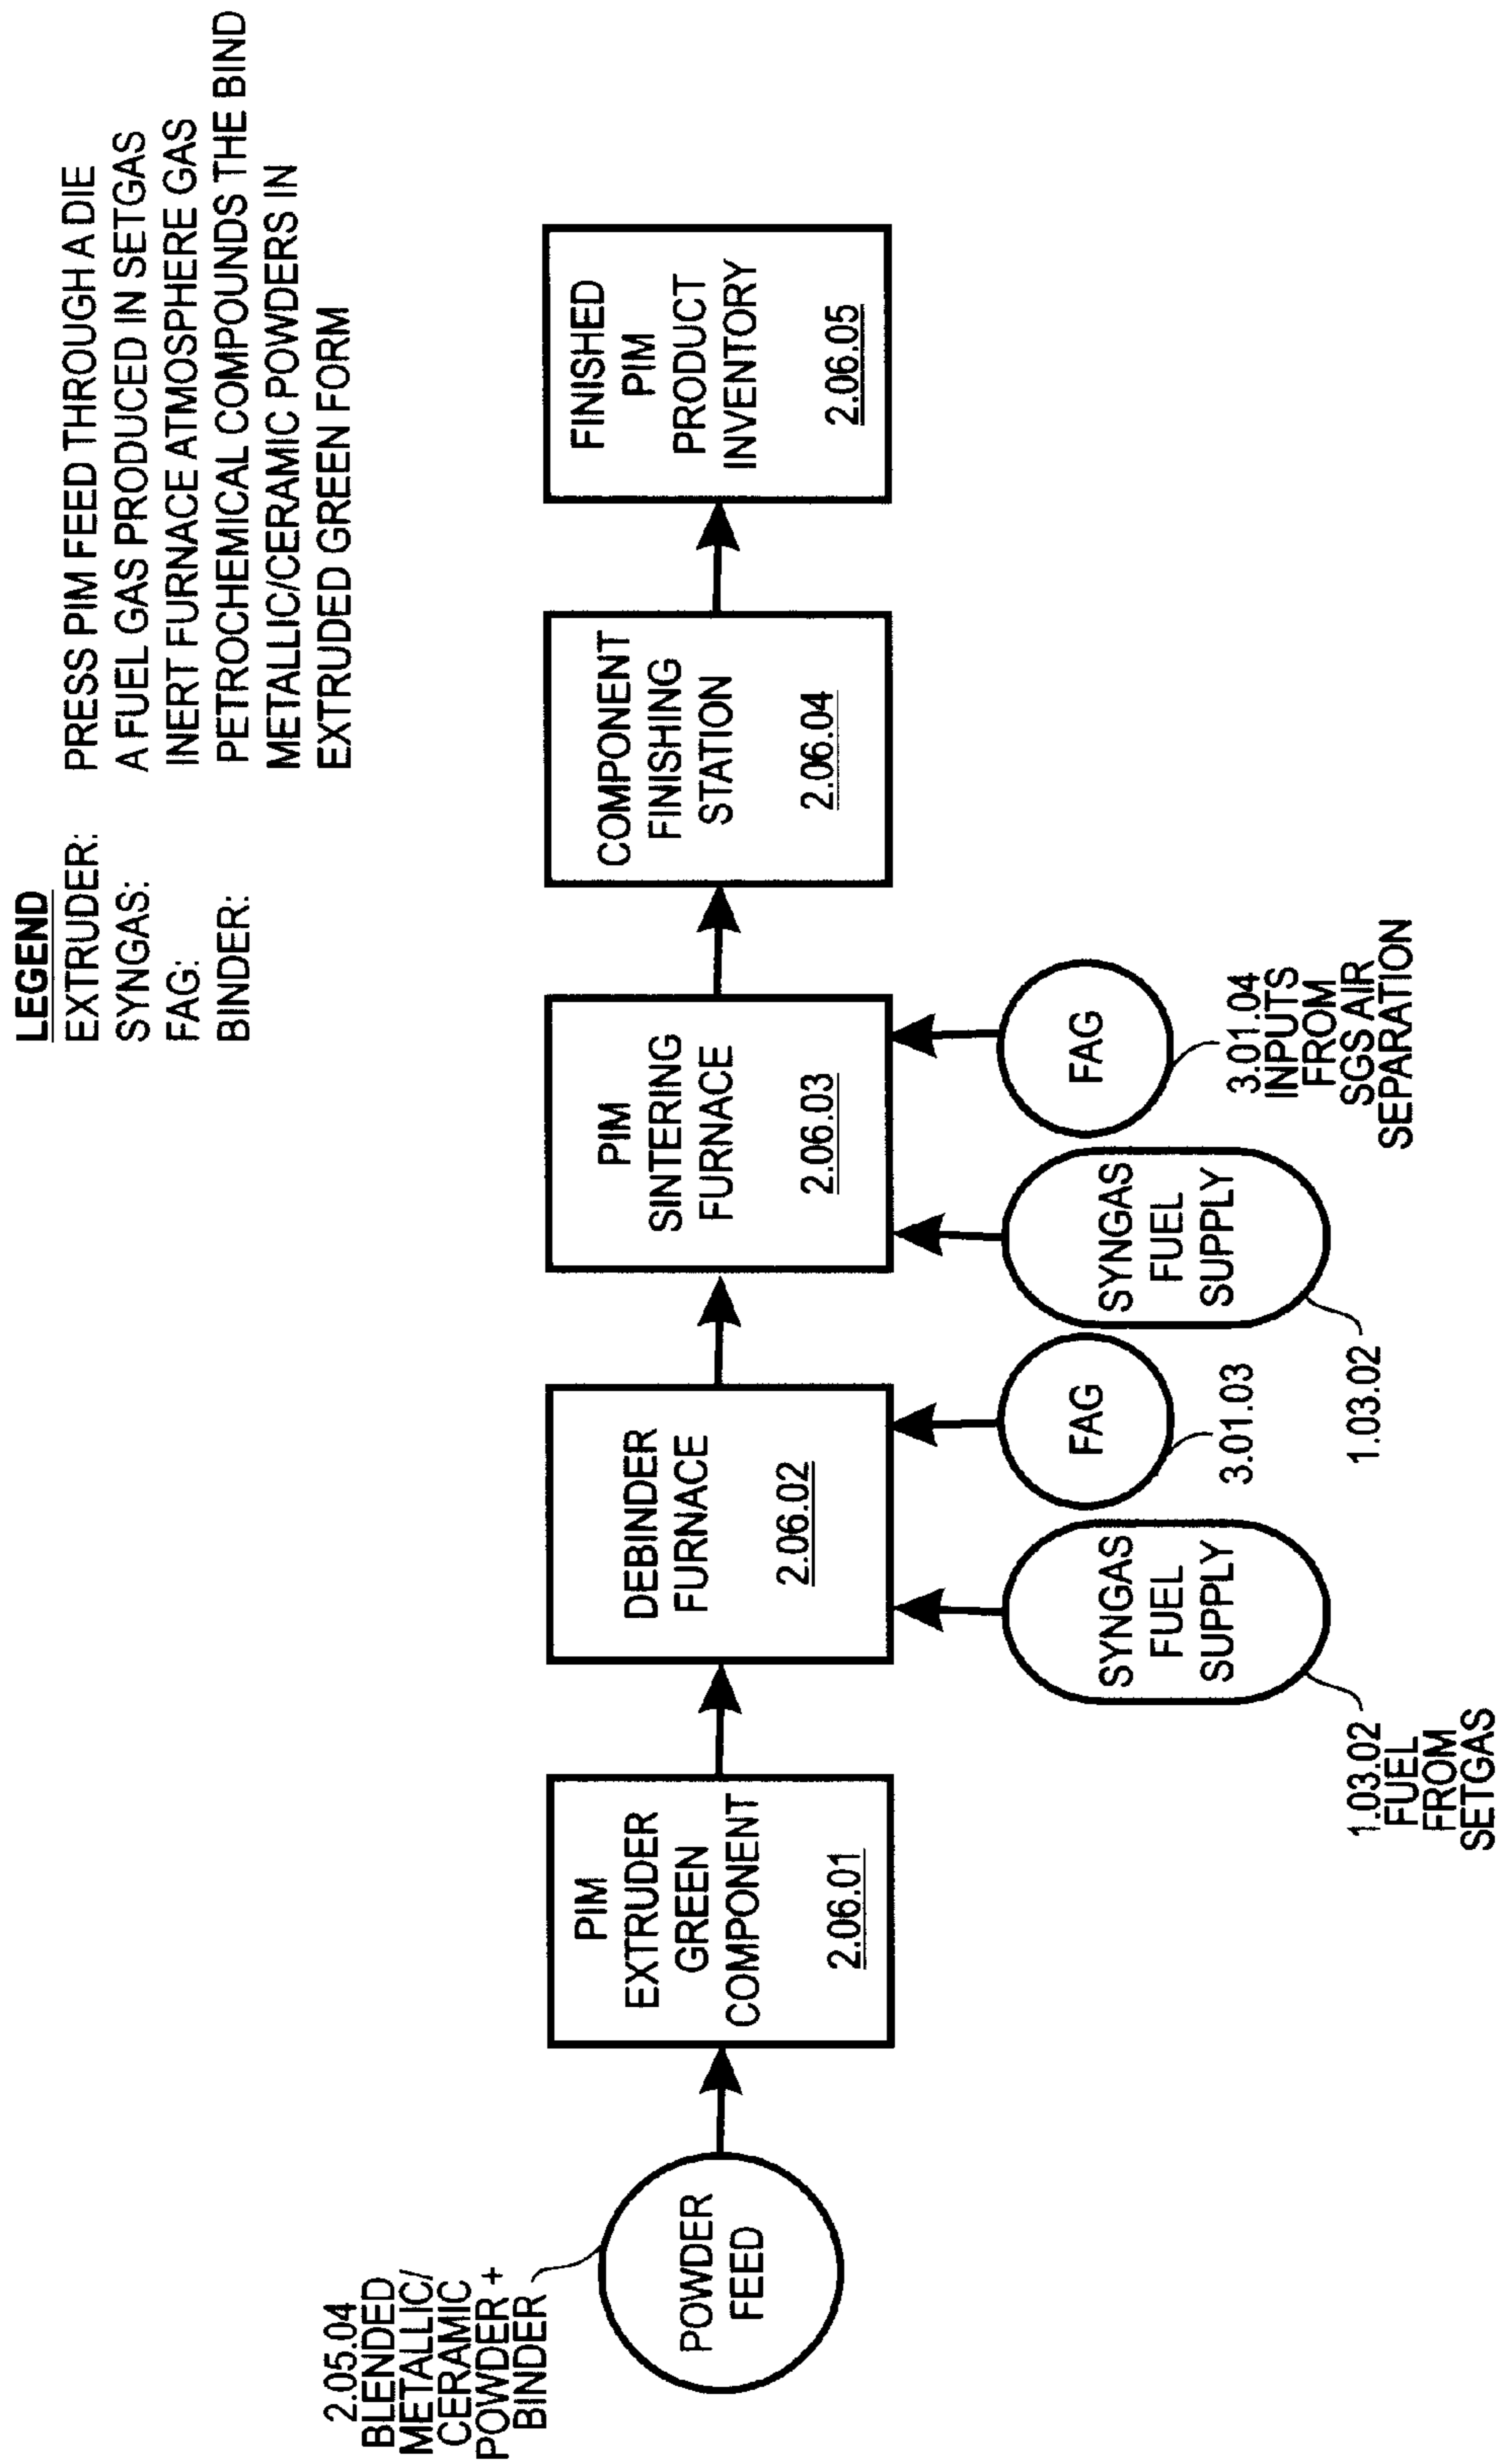 LEGEND
EXTRUDER: PRESS PIM FEED THROUGH A DIE
SYNGAS: A FUEL GAS PRODUCED IN SETGAS
FAG: INERT FURNACE ATMOSPHERE GAS
BINDER: PETROCHEMICAL COMPOUNDS THE BIND
METALLIC/CERAMIC POWDERS IN
EXTRUDED GREEN FORM
2.05.04
BLENDED
METALLIC/
CERAMIC
POWDER +
BINDER
POWDER
FEED
PIM
EXTRUDER
GREEN
COMPONENT
2.06.01
DEBINDER
FURNACE
2.06.02
PIM
SINTERING
FURNACE
2.06.03
COMPONENT
FINISHING
STATION
2.06.04
FINISHED
PIM
PRODUCT
INVENTORY
2.06.05
SYNGAS
FUEL
SUPPLY
1.03.02
FUEL
FROM
SETGAS
FAG
3.01.03
SYNGAS
FUEL
SUPPLY
1.03.02
FAG
3.01.04
INPUTS
FROM
SGS AIR
SEPARATION